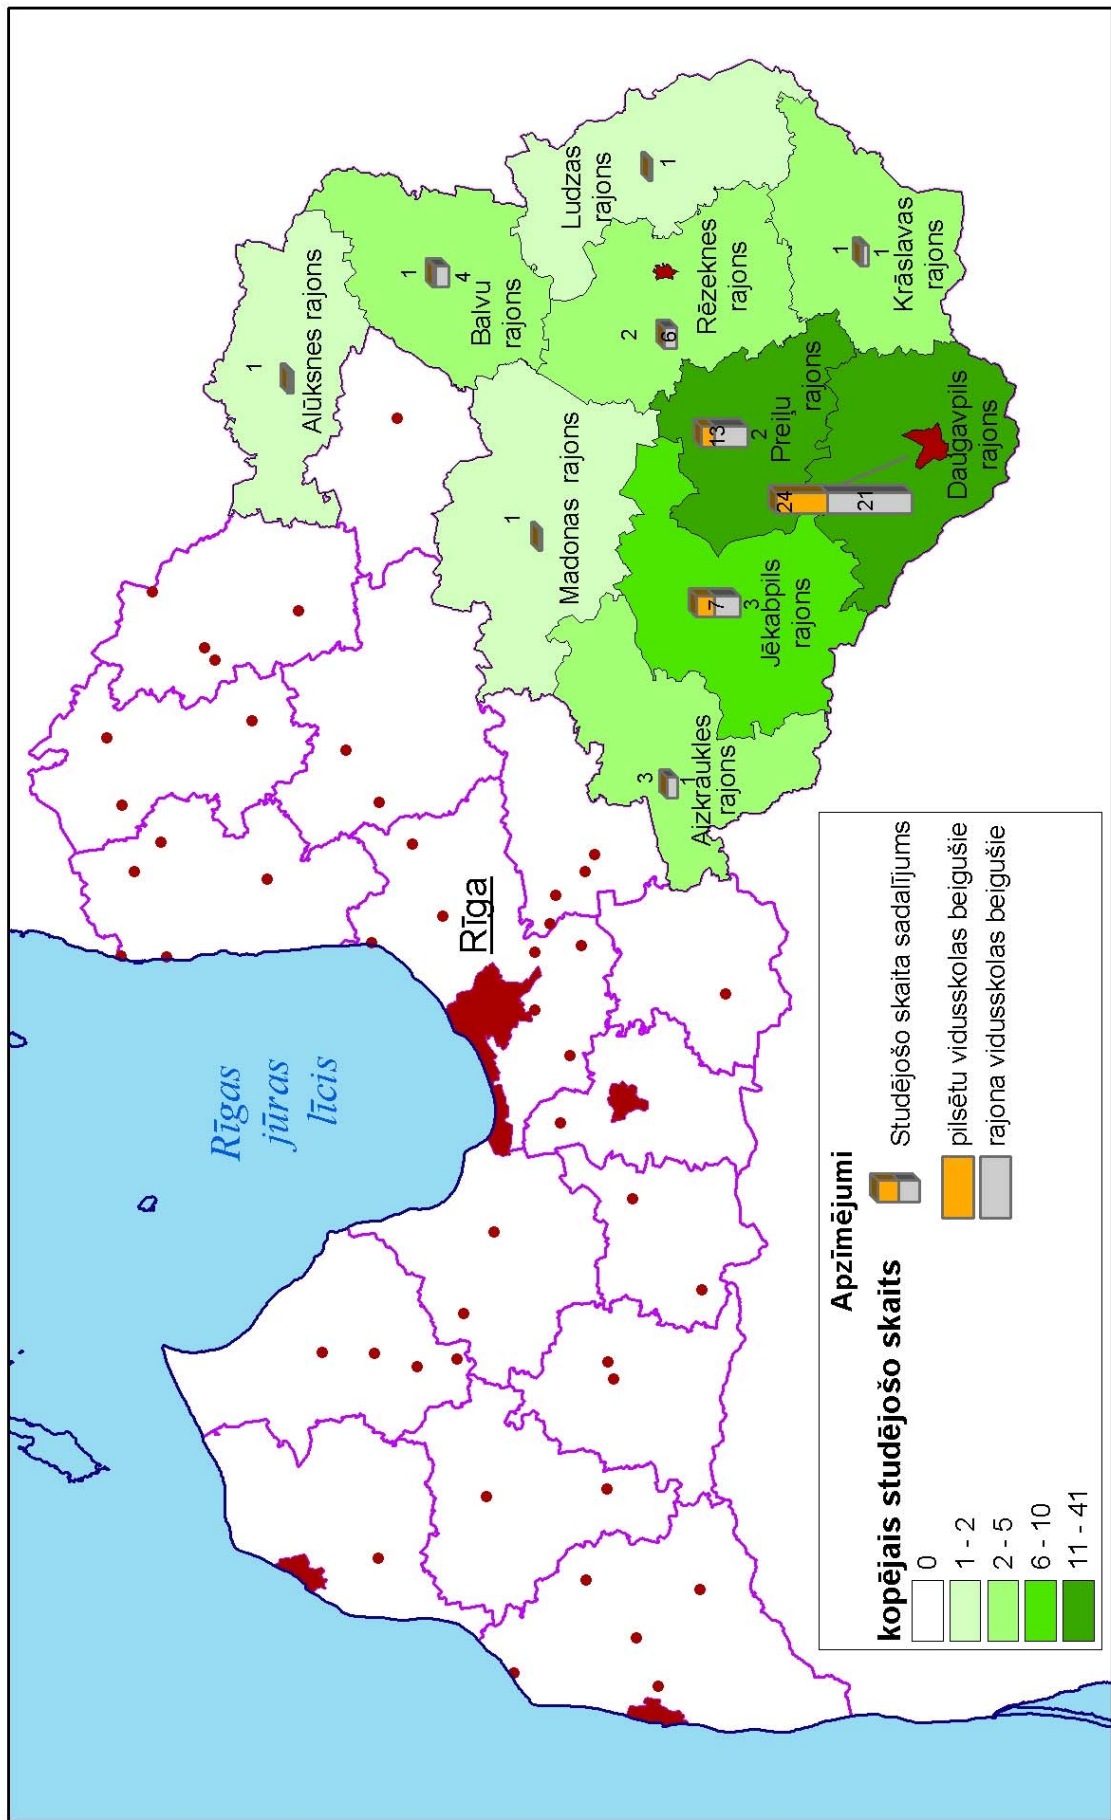 Rīgas
jūras
līcis
Rīga
1
Alūksnes rajons
1
4
Balvu
rajons
1
Madonas rajons
Ludzas
rajons
1
2
6
Rēzeknes
rajons
3
1
Aizkraukles
rajons
7
3
Jēkabpils
rajons
13
2
Preiļu
rajons
24
21
Daugavpils
rajons
1
1
Krāslavas
rajons
Apzīmējumi
kopējais studējošo skaits
0
1 - 2
2 - 5
6 - 10
11 - 41
Studējošo skaita sadalījums
pilsētu vidusskolas beigušie
rajona vidusskolas beigušie